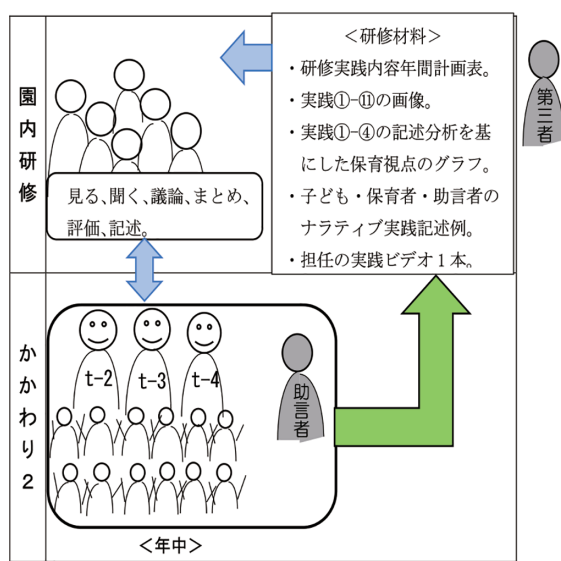 園内研修
＜研修材料＞
・研修実践内容年間計画表。
・実践①-⑪の画像。
・実践①-④の記述分析を基
にした保育視点のグラフ。
・子ども・保育者・助言者の
ナラティブ実践記述例。
・担任の実践ビデオ１本。
第三者
見る、聞く、議論、まとめ、
評価、記述。
かかわり２
t-2
t-3
t-4
助言者
＜年中＞